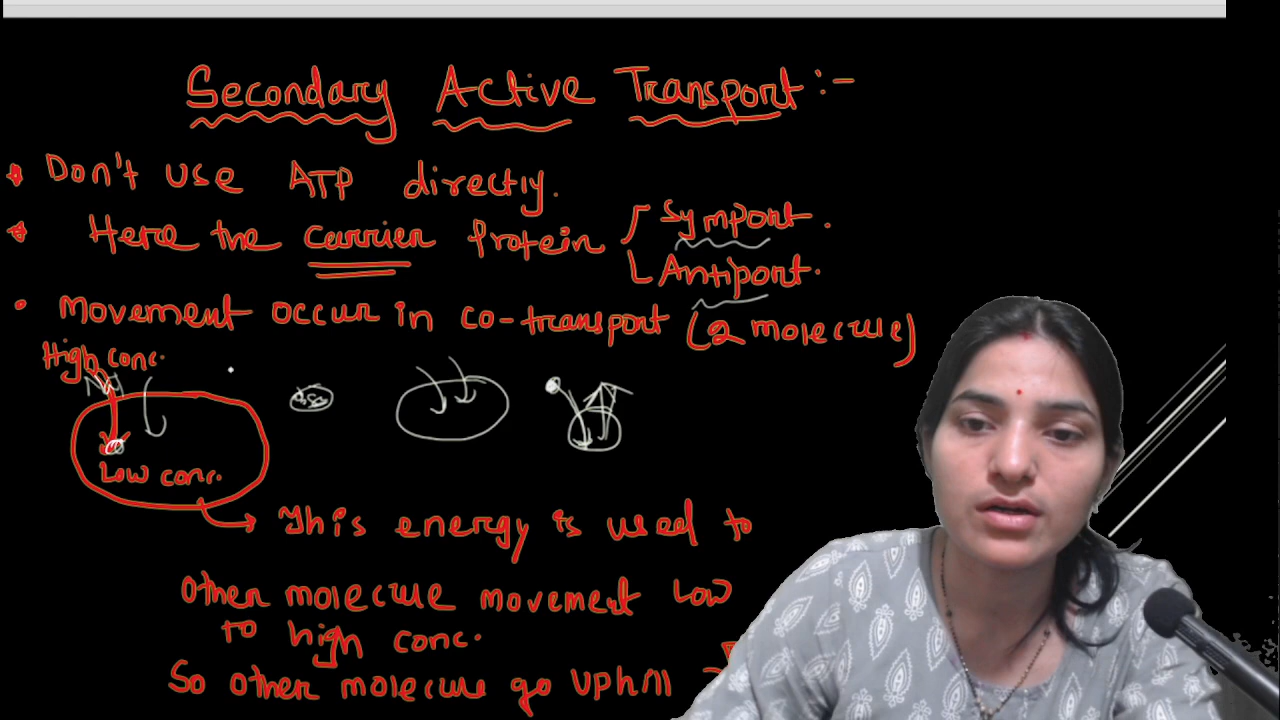 Secondary Active Transport :-
Don't use ATP directly.
Here the carrier Protein { Symport.
Antiport.
Movement occur in co-transport (2 molecule)
High conc.
Low conc.
This energy is used to
Other molecule movement Low
to high conc.
So other molecule go Uphill